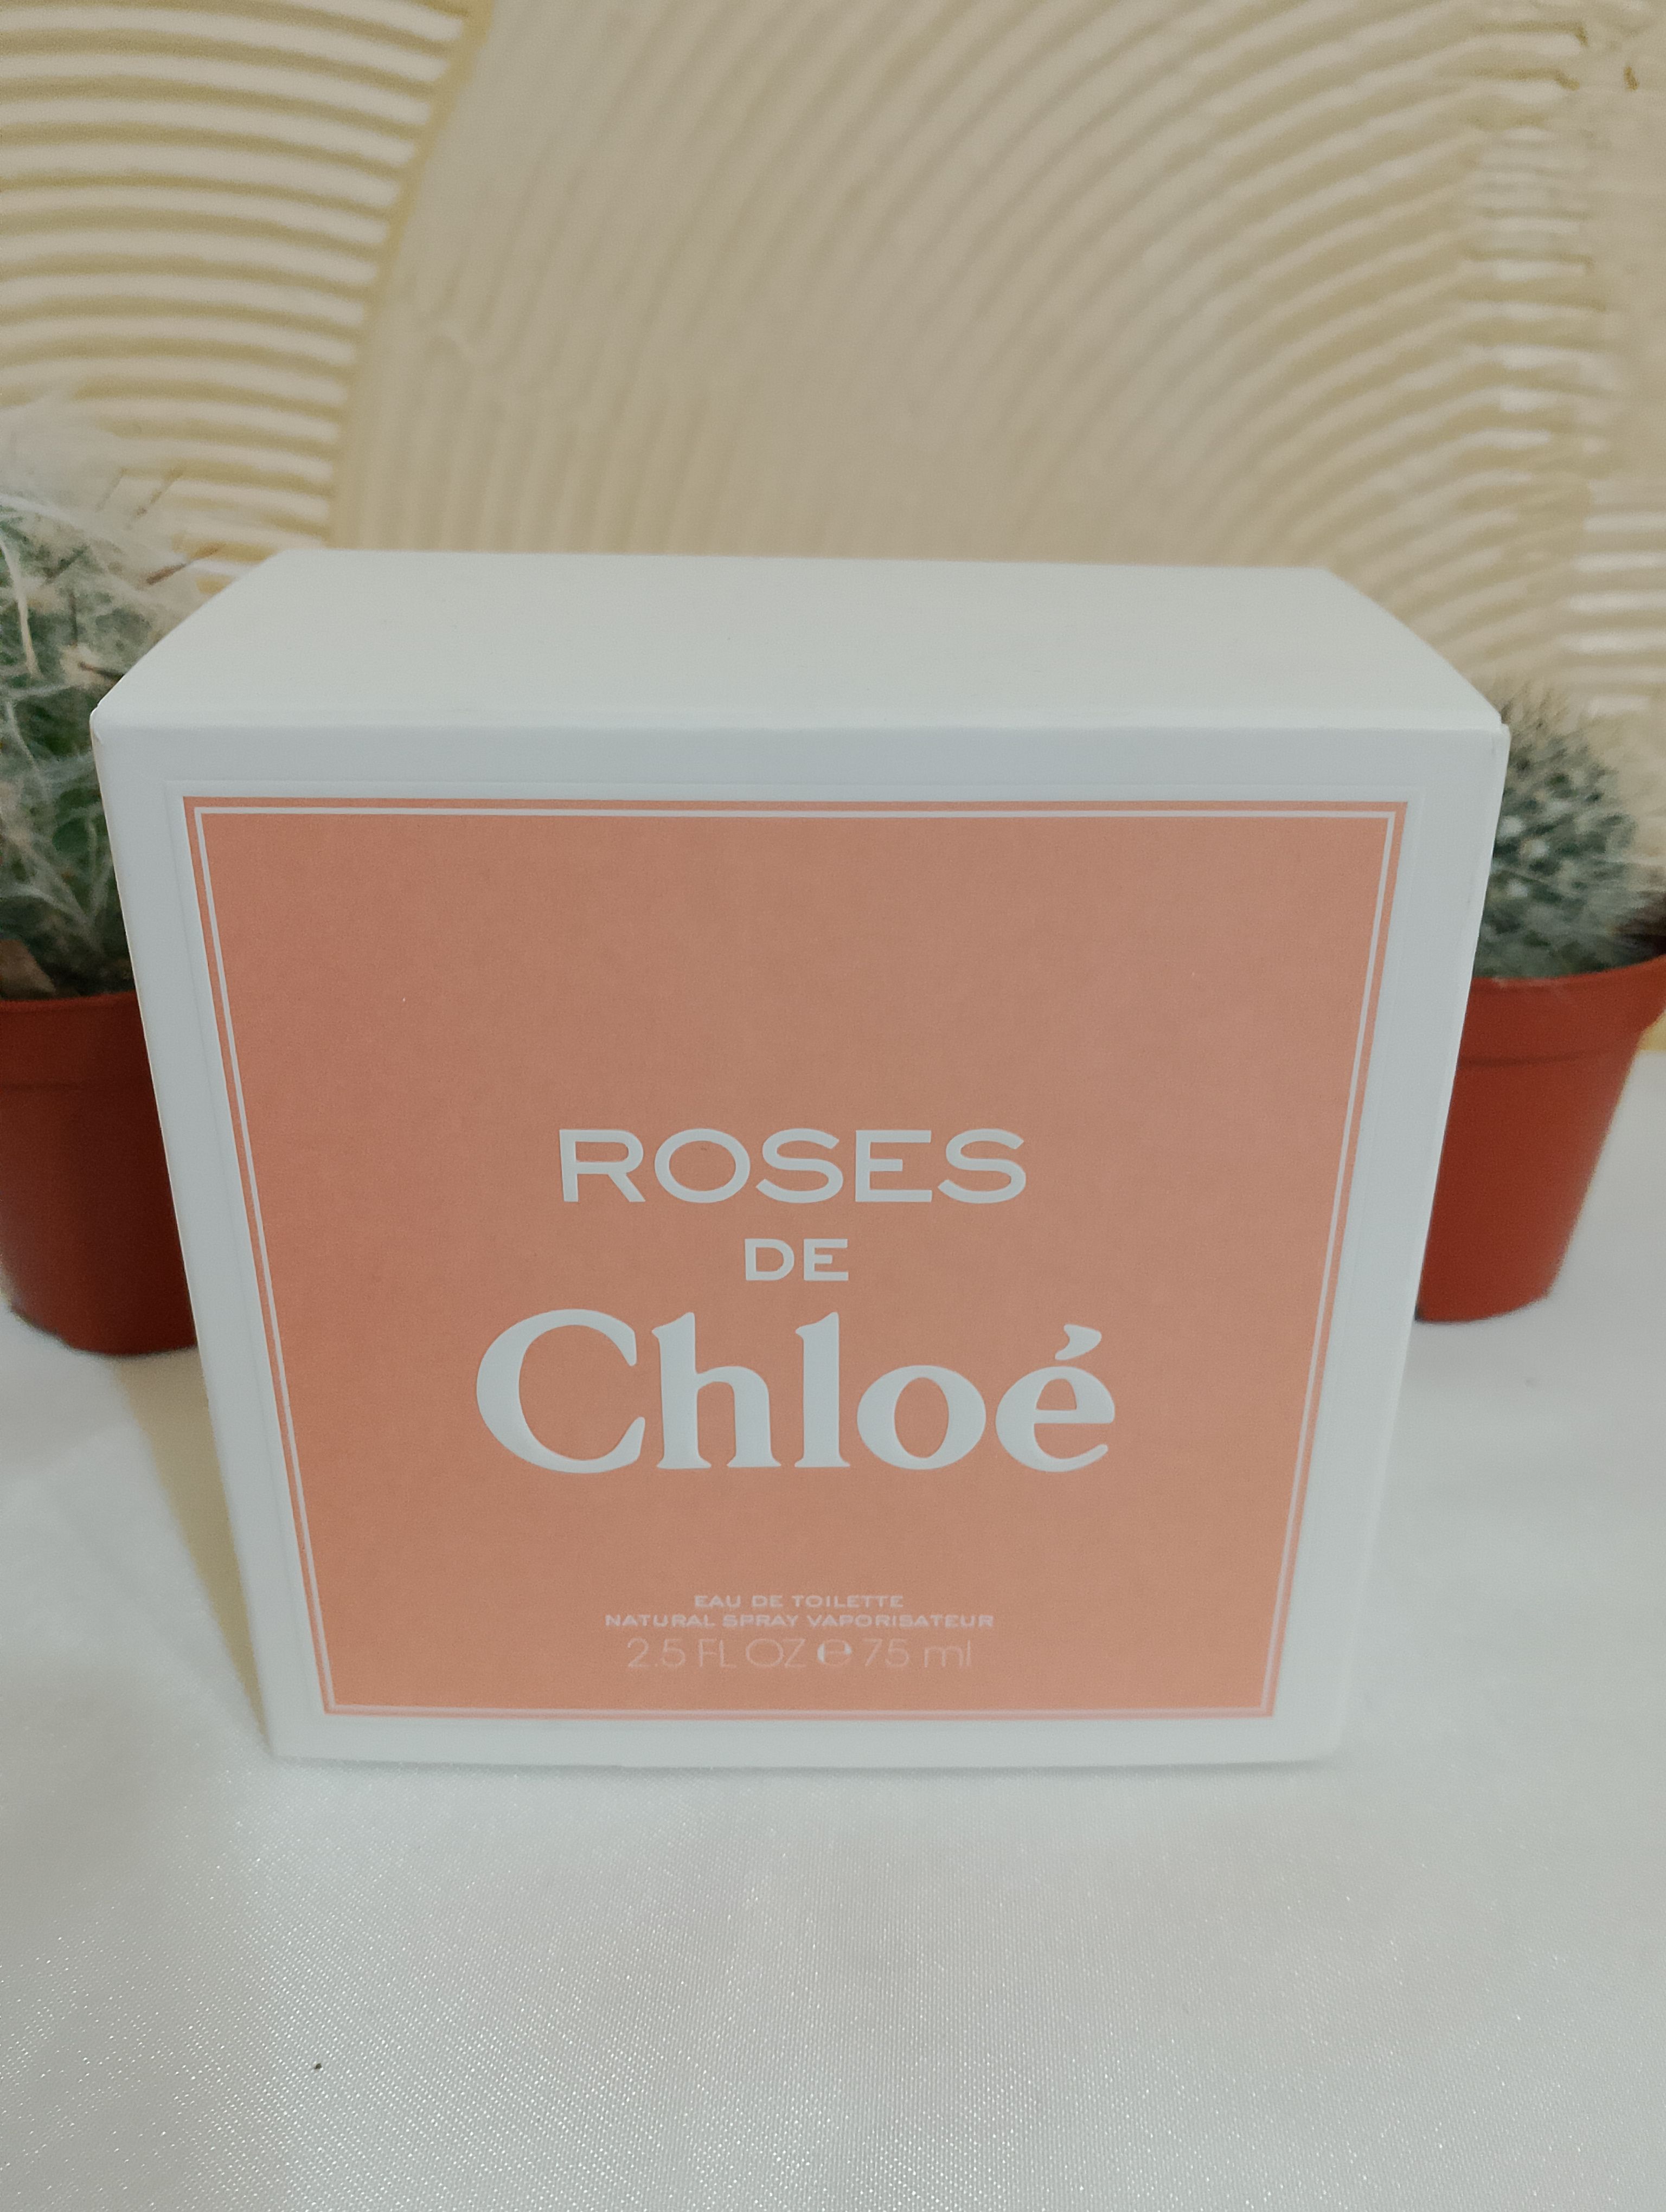 ROSES
DE
Chloé
EAU DE TOILETTE
NATURAL SPRAY VAPORISATEUR
2.5 FL OZ ℮ 75 ml